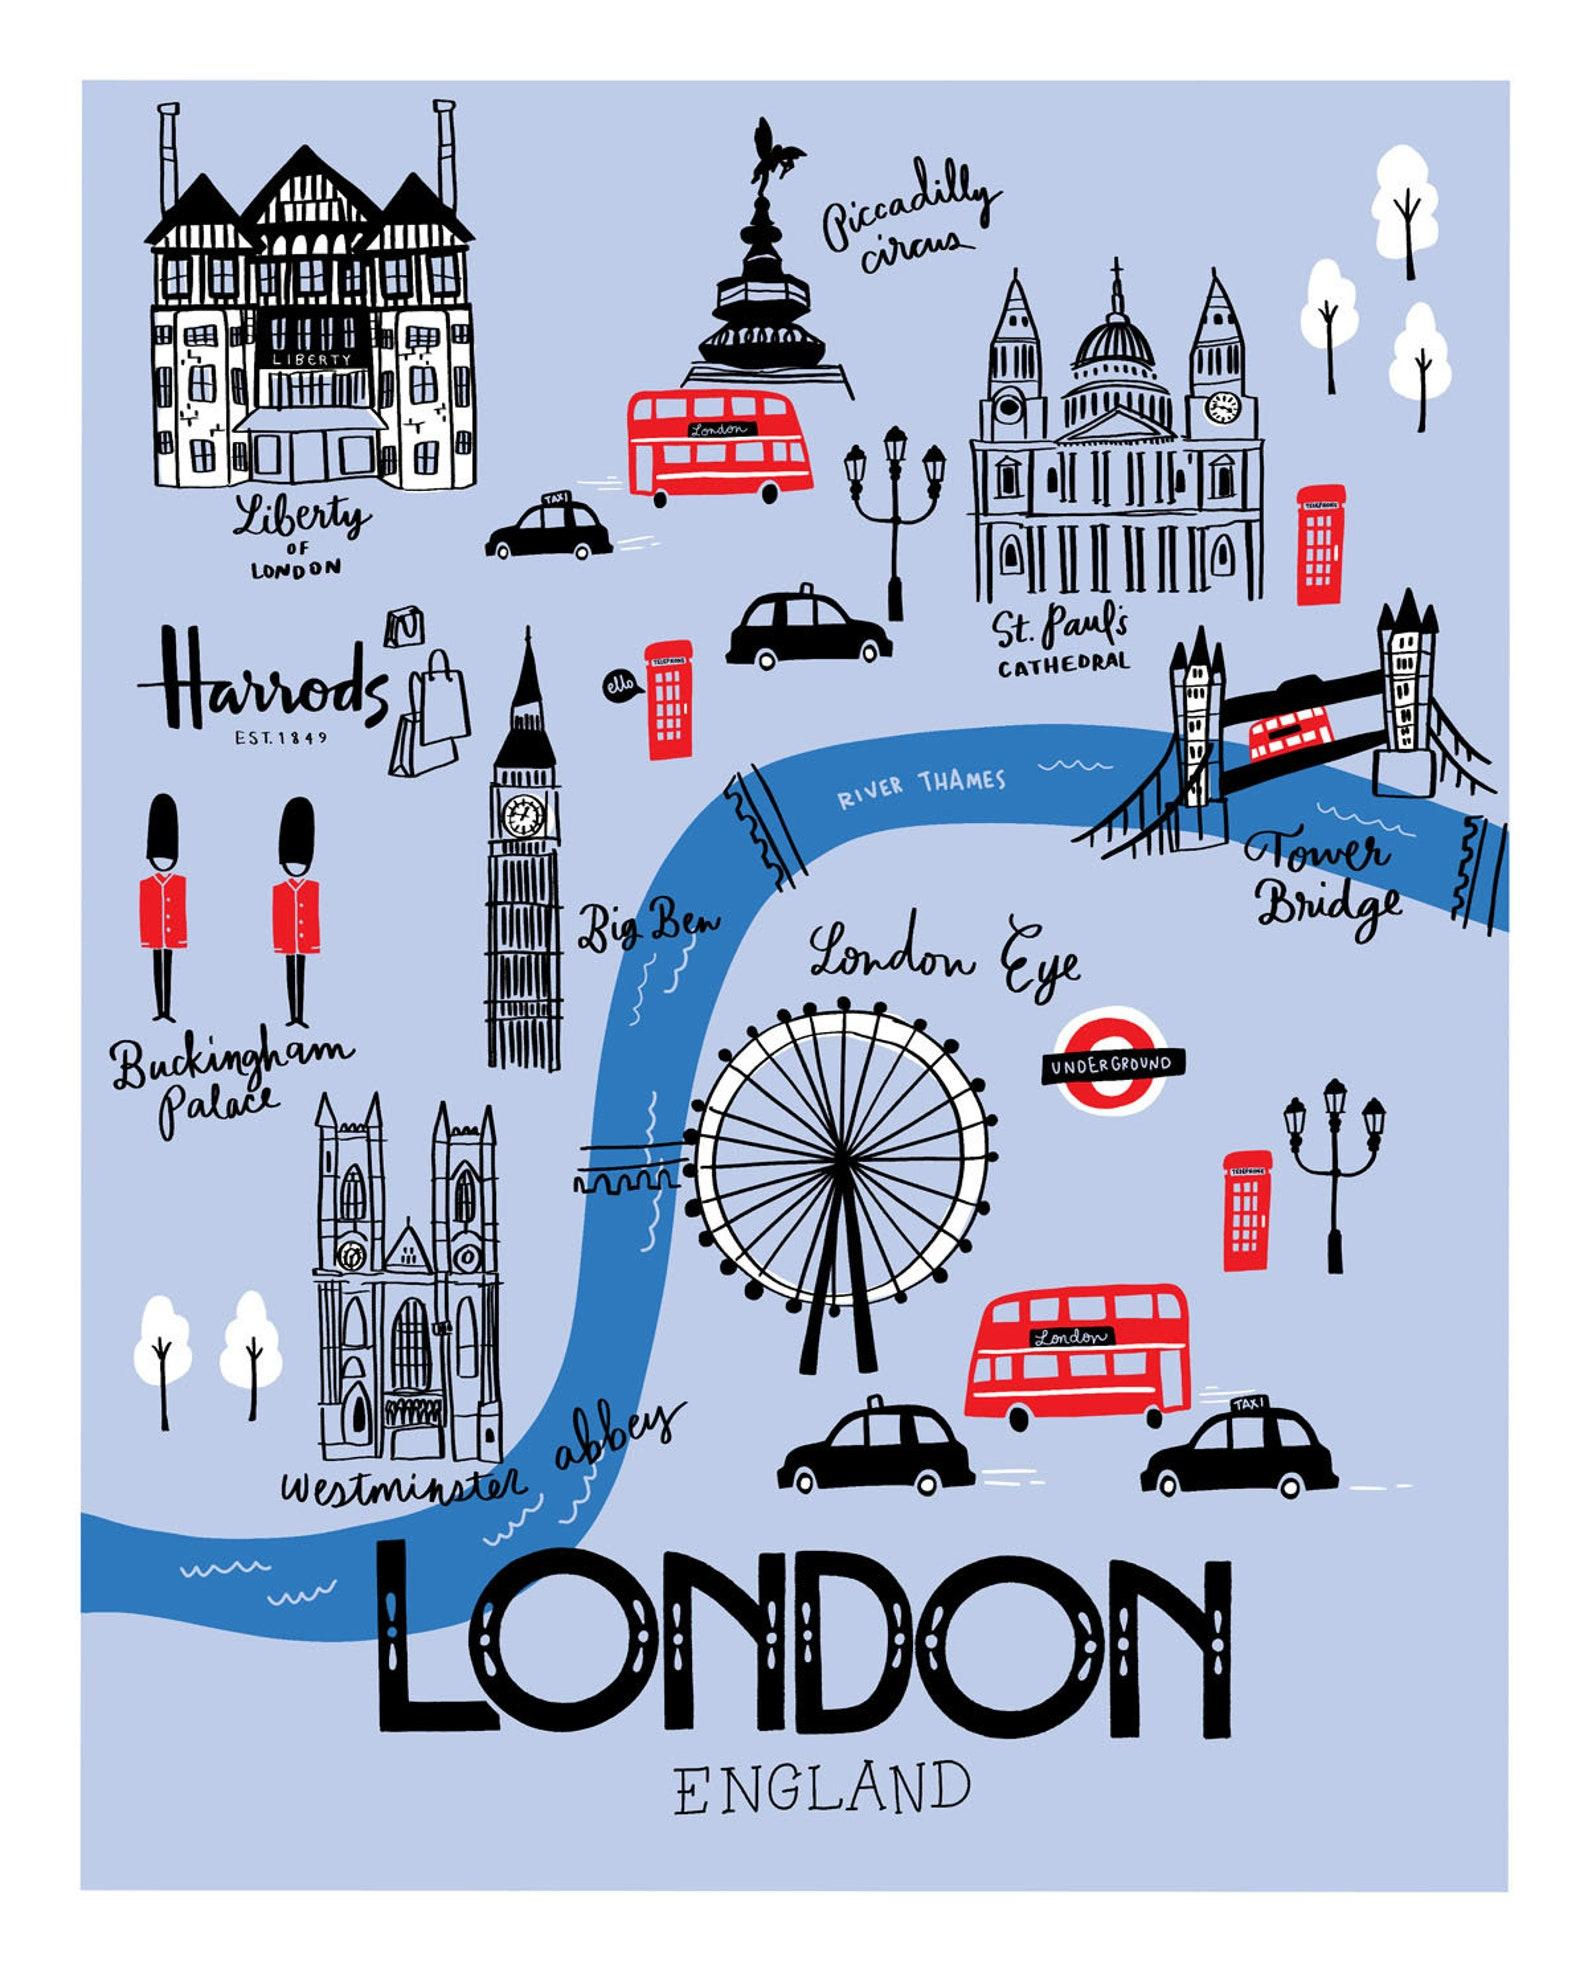 LIBERTY
Liberty
OF
LONDON
Piccadilly
circus
London
TAXI
TELEPHONE
St. Paul's
CATHEDRAL
Harrods
EST. 1849
ello
TELEPHONE
RIVER THAMES
Tower
Bridge
Big Ben
London Eye
UNDERGROUND
Buckingham
Palace
TELEPHONE
London
TAXI
Westminster abbey
LONDON
ENGLAND